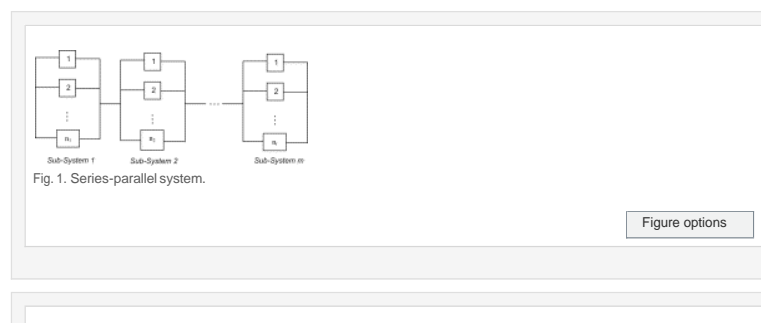 1 1 1
2 2 2
⋮ ⋮ ... ⋮
n₁ n₂
Sub-System 1 Sub-System 2 Sub-System m
Fig. 1. Series-parallel system.
Figure options